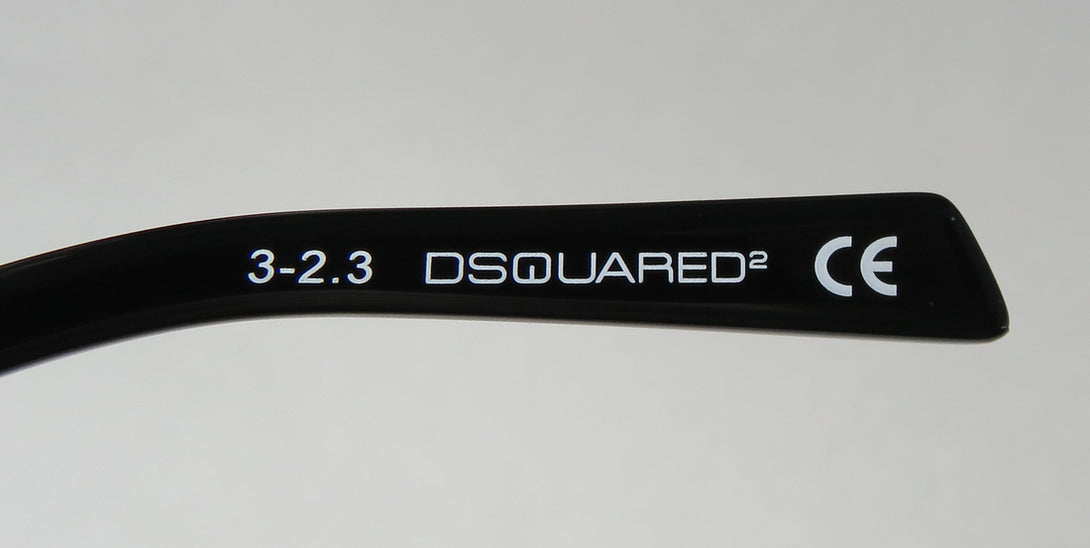 3-2.3 DSQUARED² CE